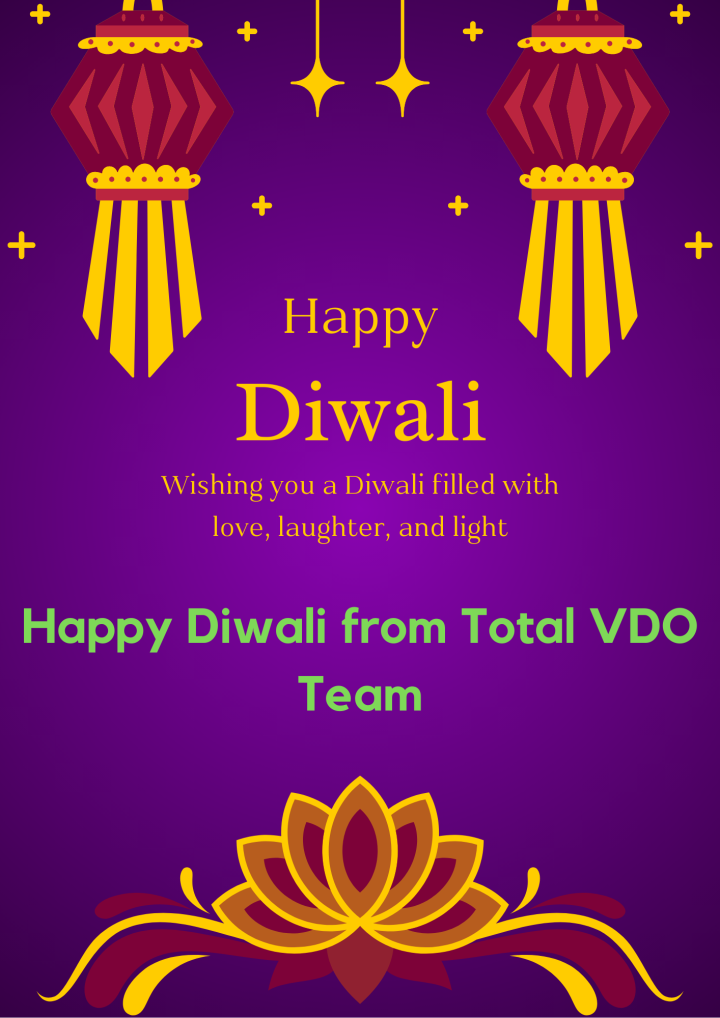 Happy
Diwali
Wishing you a Diwali filled with
love, laughter, and light
Happy Diwali from Total VDO
Team